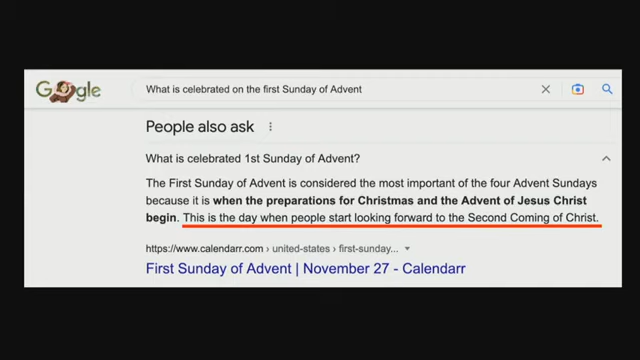 Google
What is celebrated on the first Sunday of Advent
People also ask
What is celebrated 1st Sunday of Advent?
The First Sunday of Advent is considered the most important of the four Advent Sundays
because it is when the preparations for Christmas and the Advent of Jesus Christ
begin. This is the day when people start looking forward to the Second Coming of Christ.
https://www.calendarr.com › united-states › first-sunday...
First Sunday of Advent | November 27 - Calendarr